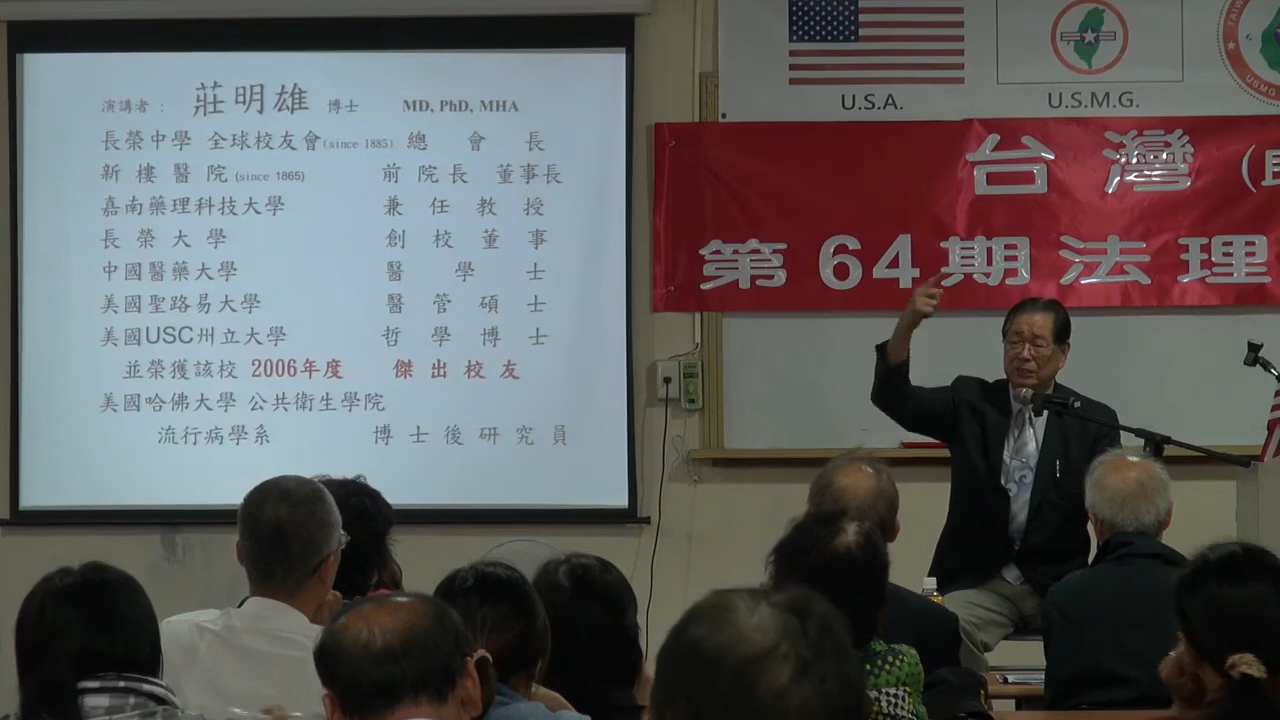 演講者： 莊明雄 博士 MD, PhD, MHA
長榮中學 全球校友會(since 1885) 總會長
新樓醫院(since 1865) 前院長 董事長
嘉南藥理科技大學 兼任教授
長榮大學 創校董事
中國醫藥大學 醫學士
美國聖路易大學 醫管碩士
美國USC州立大學 哲學博士
並榮獲該校 2006年度 傑出校友
美國哈佛大學 公共衛生學院
流行病學系 博士後研究員
U.S.A.
U.S.M.G.
TAIW
USMG
台灣(
第64期法理